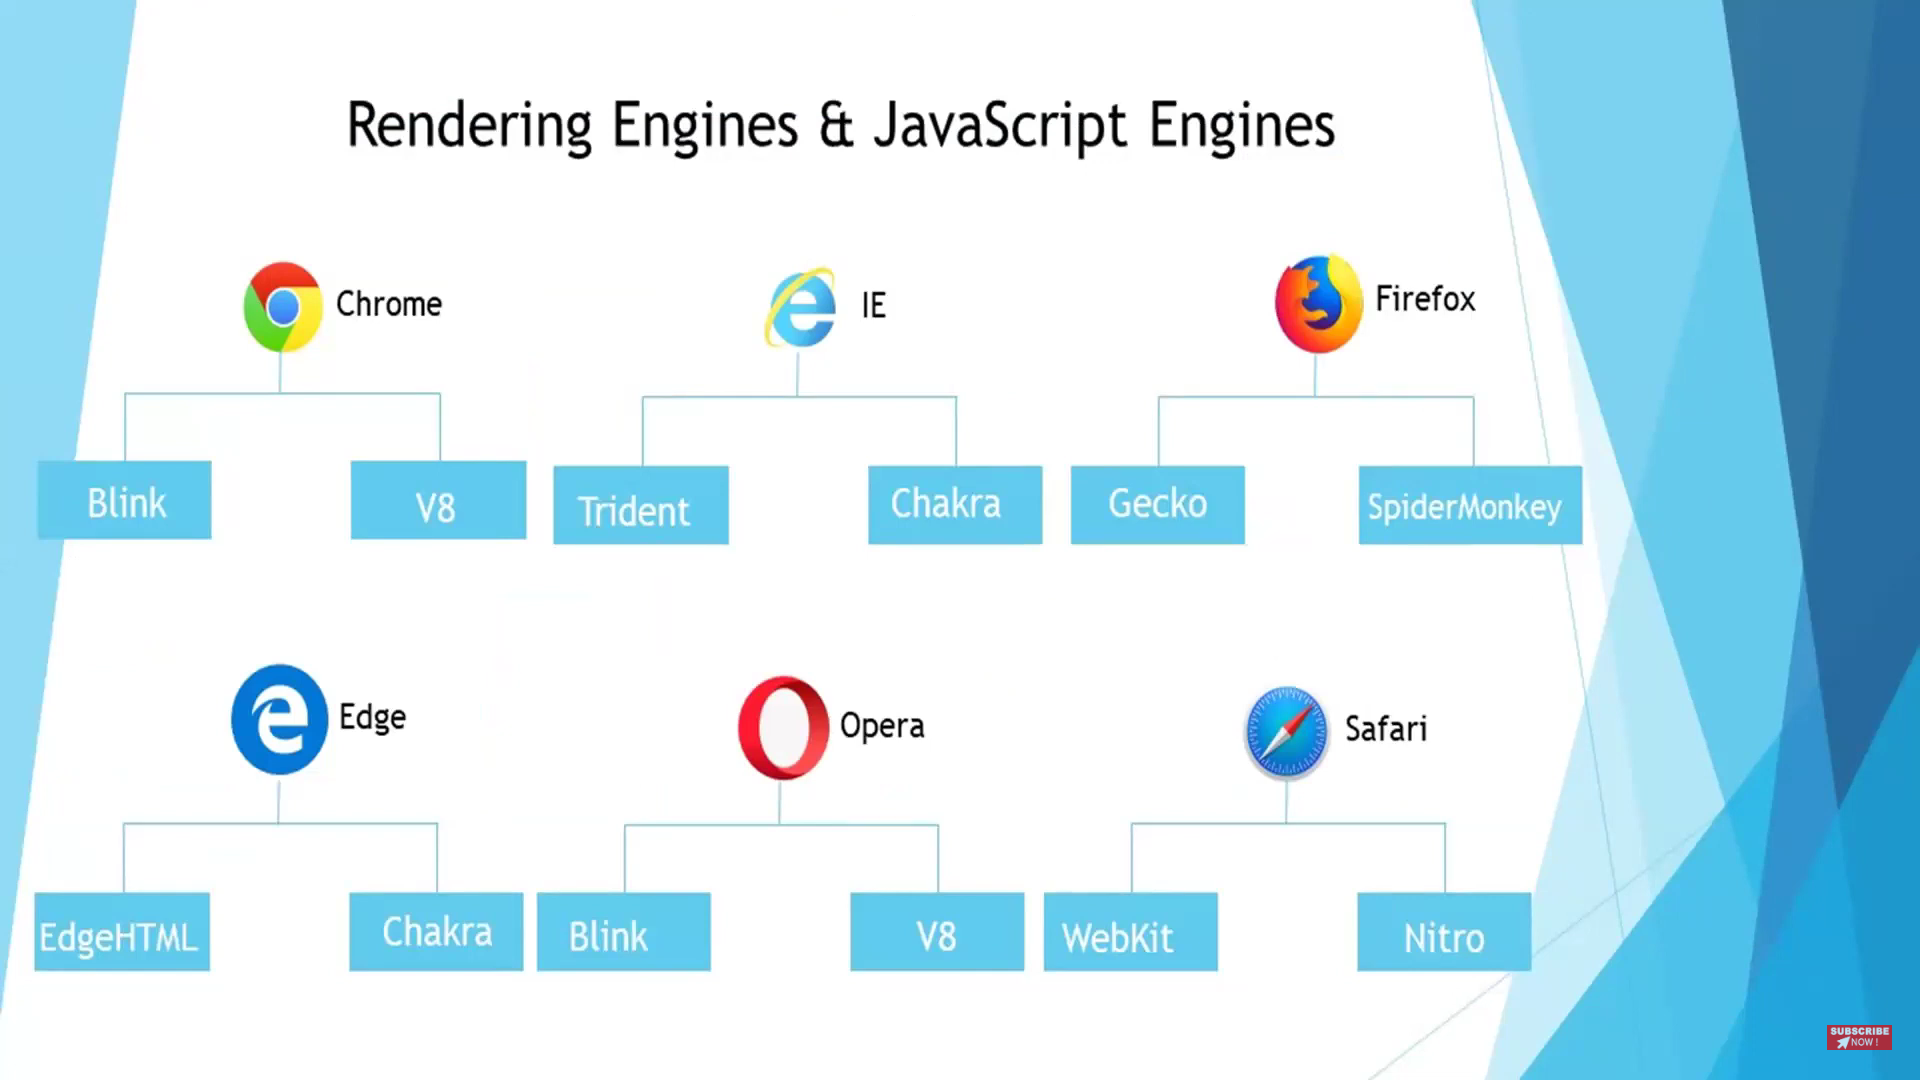 Rendering Engines & JavaScript Engines
Chrome
IE
Firefox
Blink
V8
Trident
Chakra
Gecko
SpiderMonkey
Edge
Opera
Safari
EdgeHTML
Chakra
Blink
V8
WebKit
Nitro
SUBSCRIBE
NOW !